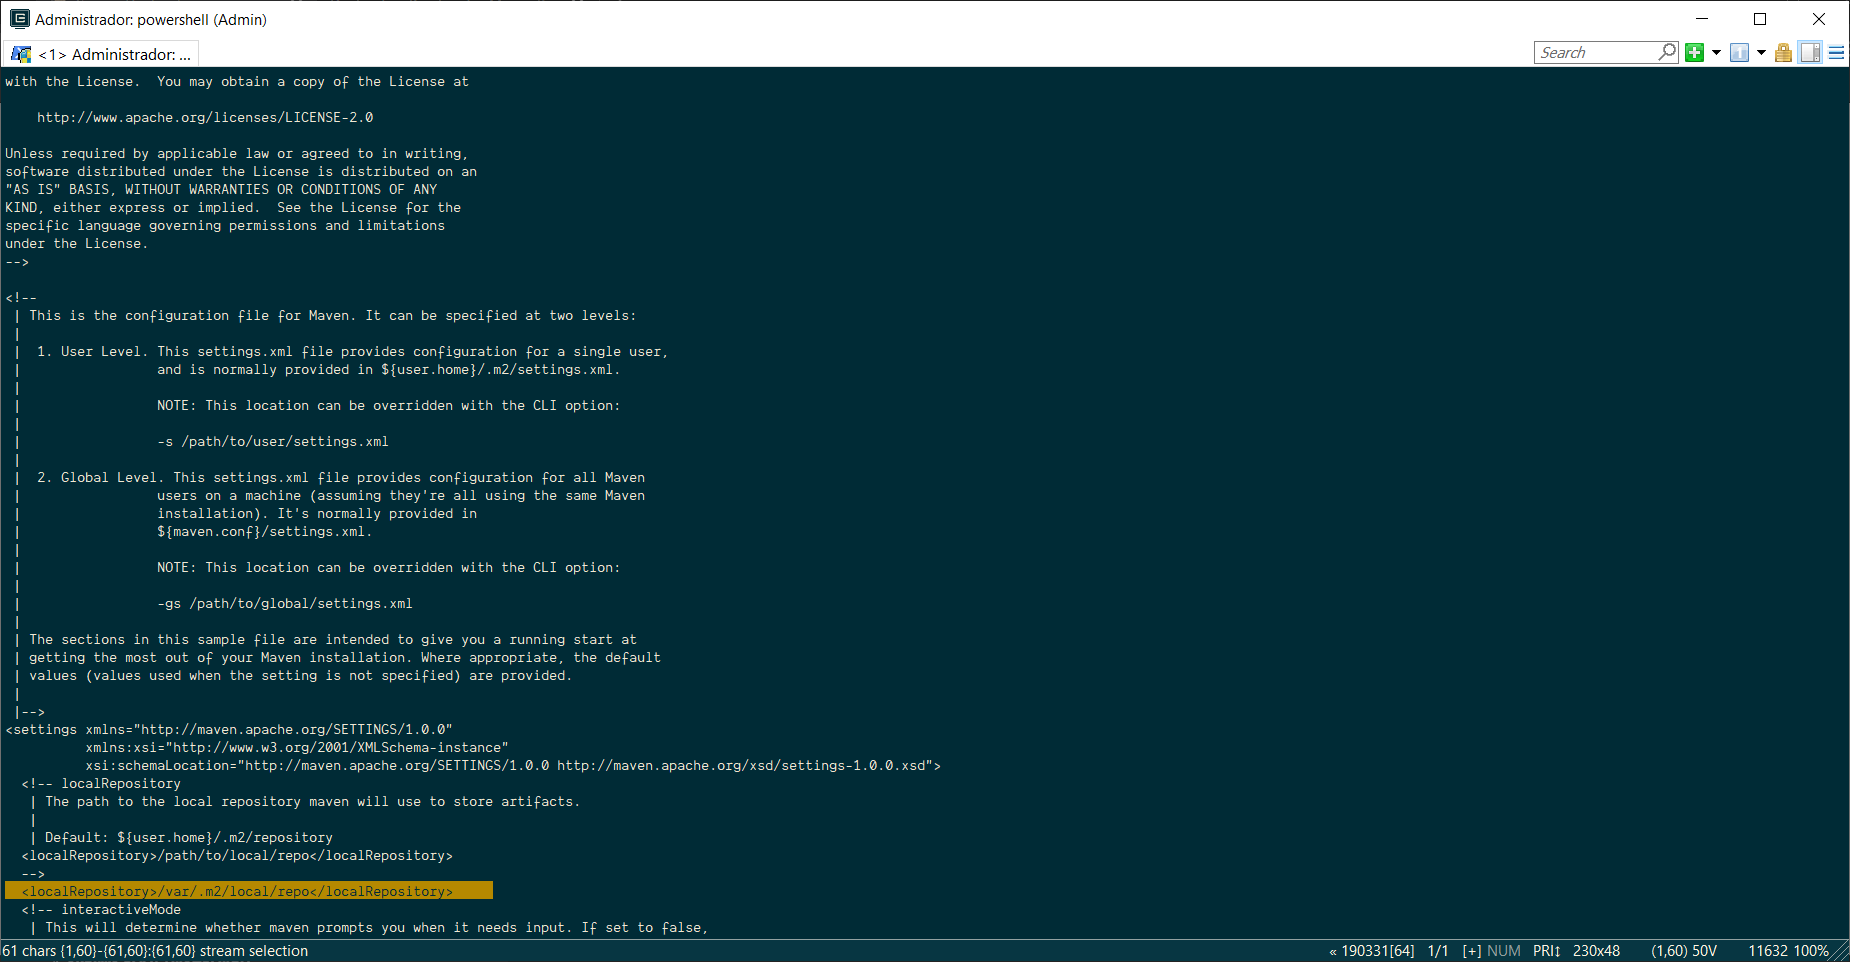 Administrador: powershell (Admin)
<1> Administrador: ...
Search
with the License.  You may obtain a copy of the License at
http://www.apache.org/licenses/LICENSE-2.0
Unless required by applicable law or agreed to in writing,
software distributed under the License is distributed on an
"AS IS" BASIS, WITHOUT WARRANTIES OR CONDITIONS OF ANY
KIND, either express or implied.  See the License for the
specific language governing permissions and limitations
under the License.
-->
<!--
| This is the configuration file for Maven. It can be specified at two levels:
|
|  1. User Level. This settings.xml file provides configuration for a single user,
|                 and is normally provided in ${user.home}/.m2/settings.xml.
|
|                 NOTE: This location can be overridden with the CLI option:
|
|                 -s /path/to/user/settings.xml
|
|  2. Global Level. This settings.xml file provides configuration for all Maven
|                 users on a machine (assuming they're all using the same Maven
|                 installation). It's normally provided in
|                 ${maven.conf}/settings.xml.
|
|                 NOTE: This location can be overridden with the CLI option:
|
|                 -gs /path/to/global/settings.xml
|
| The sections in this sample file are intended to give you a running start at
| getting the most out of your Maven installation. Where appropriate, the default
| values (values used when the setting is not specified) are provided.
|
|-->
<settings xmlns="http://maven.apache.org/SETTINGS/1.0.0"
          xmlns:xsi="http://www.w3.org/2001/XMLSchema-instance"
          xsi:schemaLocation="http://maven.apache.org/SETTINGS/1.0.0 http://maven.apache.org/xsd/settings-1.0.0.xsd">
  <!-- localRepository
   | The path to the local repository maven will use to store artifacts.
   |
   | Default: ${user.home}/.m2/repository
  <localRepository>/path/to/local/repo</localRepository>
  -->
  <localRepository>/var/.m2/local/repo</localRepository>
  <!-- interactiveMode
   | This will determine whether maven prompts you when it needs input. If set to false,
61 chars {1,60}-{61,60}:{61,60} stream selection
« 190331[64] 1/1 [+] NUM PRI↕ 230x48 (1,60) 50V 11632 100%